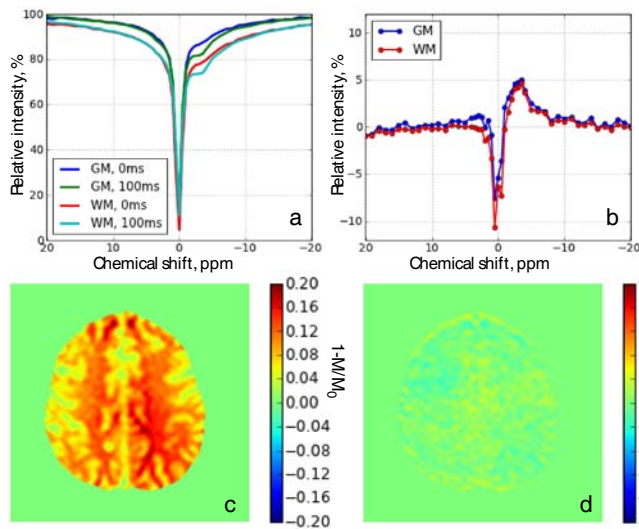 Relative intensity, %
100
80
60
40
20
0
GM, 0ms
GM, 100ms
WM, 0ms
WM, 100ms
a
20
10
0
-10
-20
Chemical shift, ppm
Relative intensity, %
10
5
0
−5
−10
GM
WM
b
20
10
0
-10
-20
Chemical shift, ppm
c
0.20
0.16
0.12
0.08
0.04
0.00
−0.04
−0.08
−0.12
−0.16
−0.20
1-M/M0
d